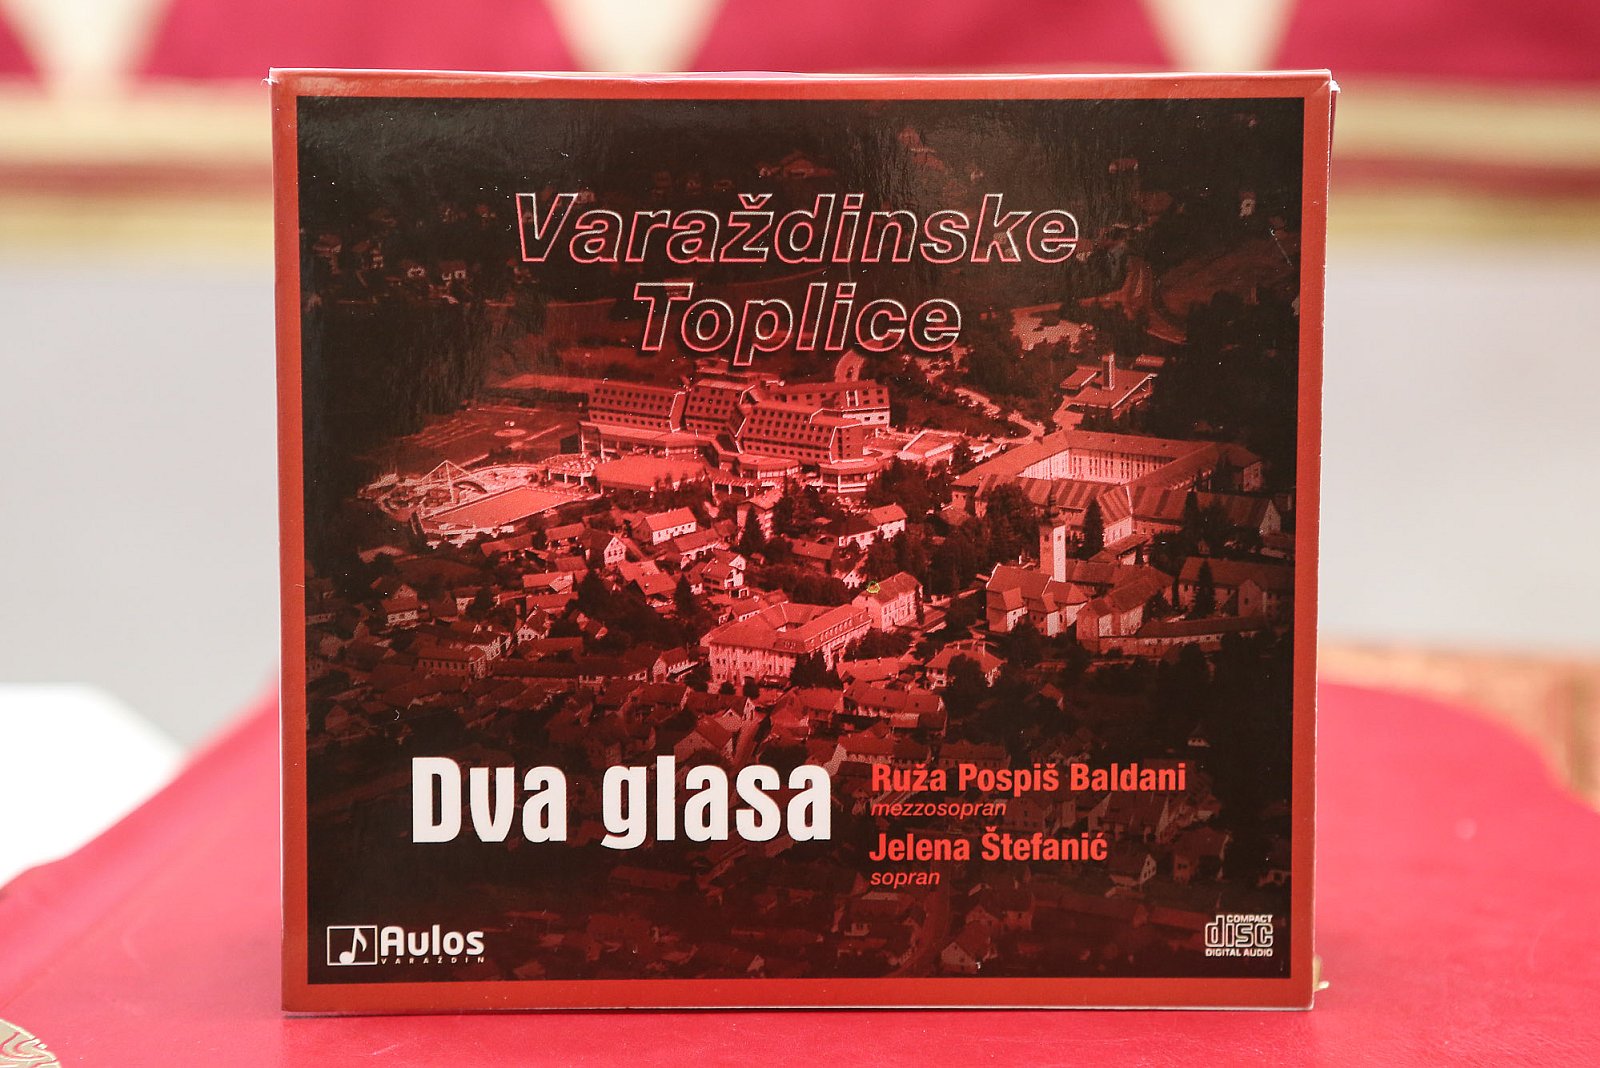 Varaždinske
Toplice
Dva glasa
Ruža Pospiš Baldani
mezzosopran
Jelena Štefanić
sopran
Aulos
VARAŽDIN
COMPACT
disc
DIGITAL AUDIO